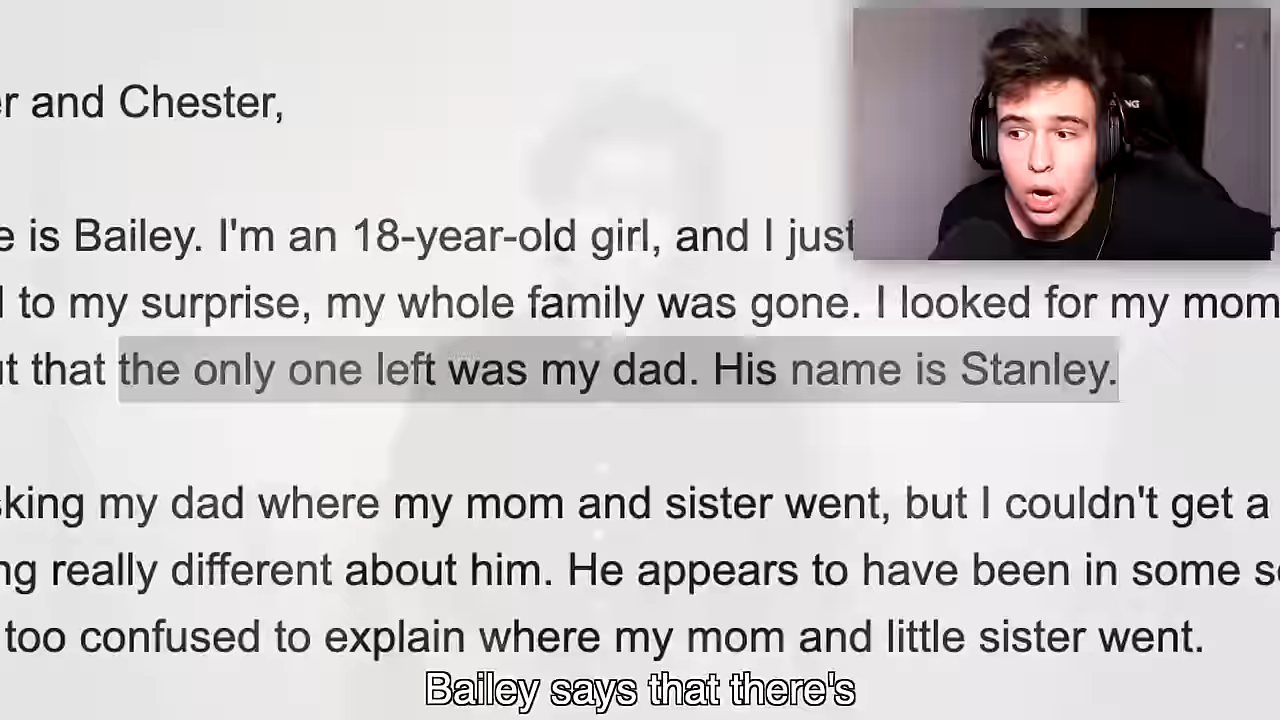 er and Chester,
e is Bailey. I'm an 18-year-old girl, and I just
to my surprise, my whole family was gone. I looked for my mom
ut that the only one left was my dad. His name is Stanley.
sking my dad where my mom and sister went, but I couldn't get a
ng really different about him. He appears to have been in some s
too confused to explain where my mom and little sister went.
Bailey says that there's